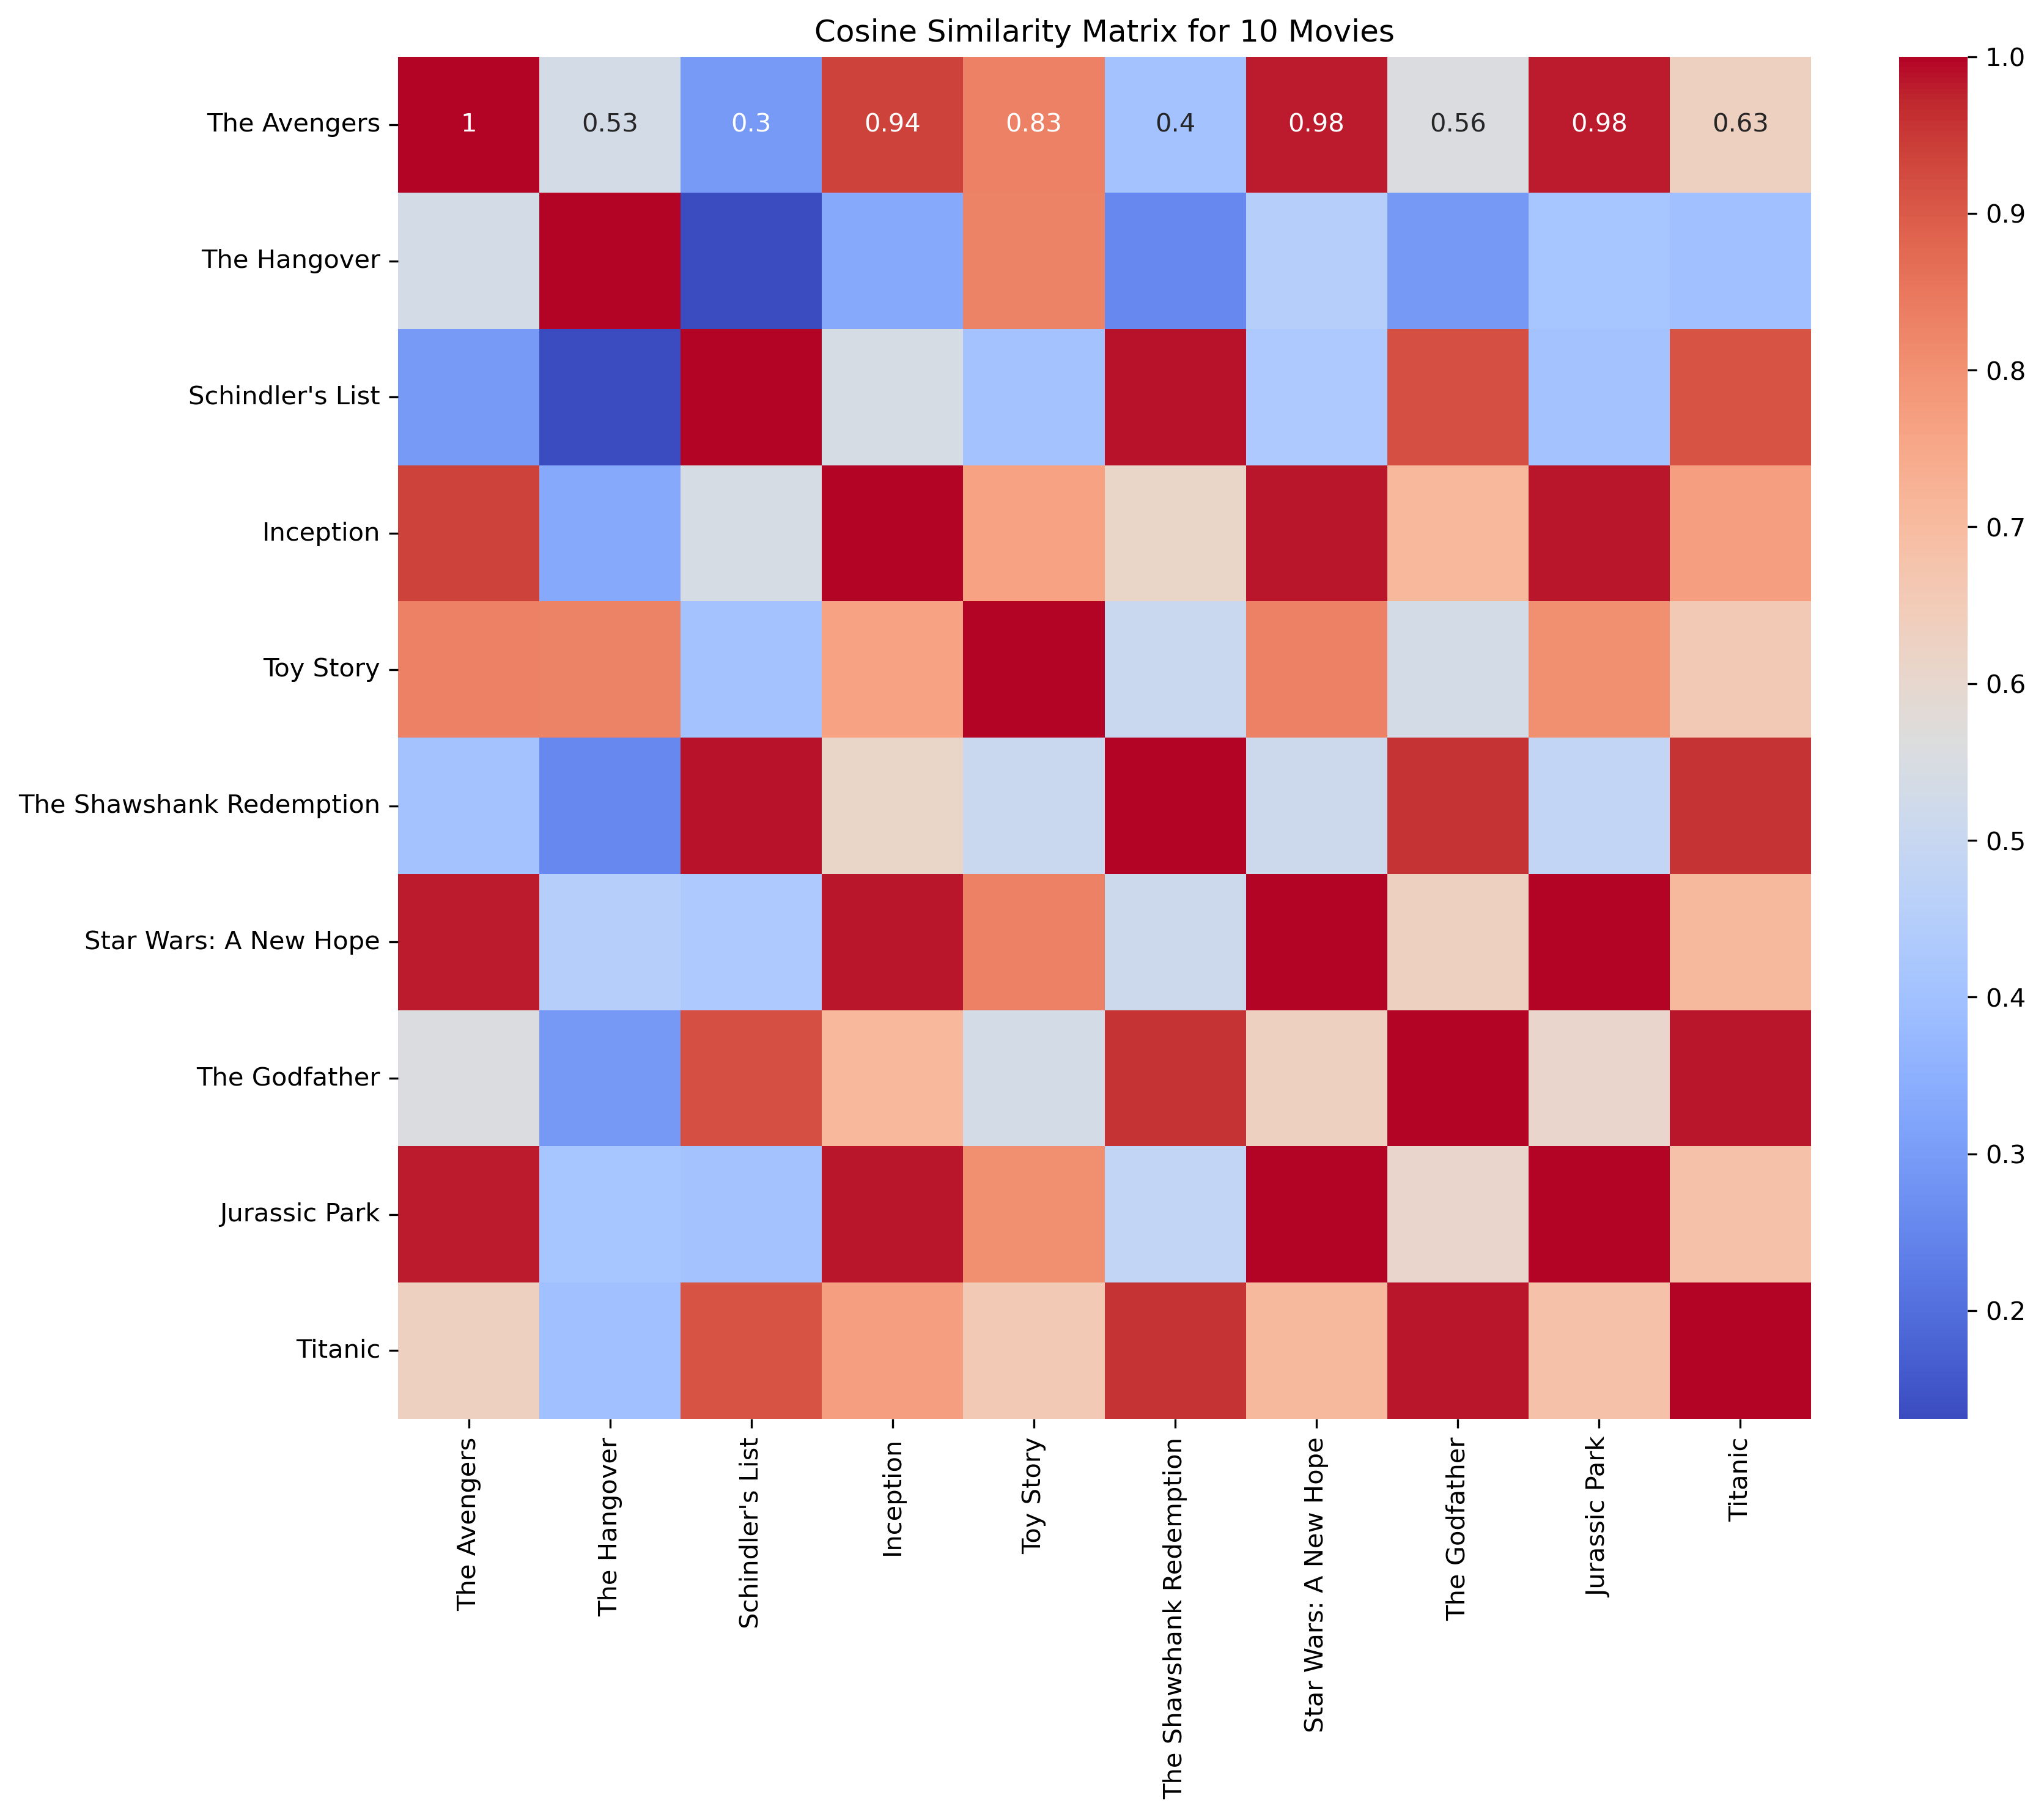 Cosine Similarity Matrix for 10 Movies
The Avengers
1 0.53 0.3 0.94 0.83 0.4 0.98 0.56 0.98 0.63
The Hangover
Schindler's List
Inception
Toy Story
The Shawshank Redemption
Star Wars: A New Hope
The Godfather
Jurassic Park
Titanic
The Avengers
The Hangover
Schindler's List
Inception
Toy Story
The Shawshank Redemption
Star Wars: A New Hope
The Godfather
Jurassic Park
Titanic
1.0
0.9
0.8
0.7
0.6
0.5
0.4
0.3
0.2